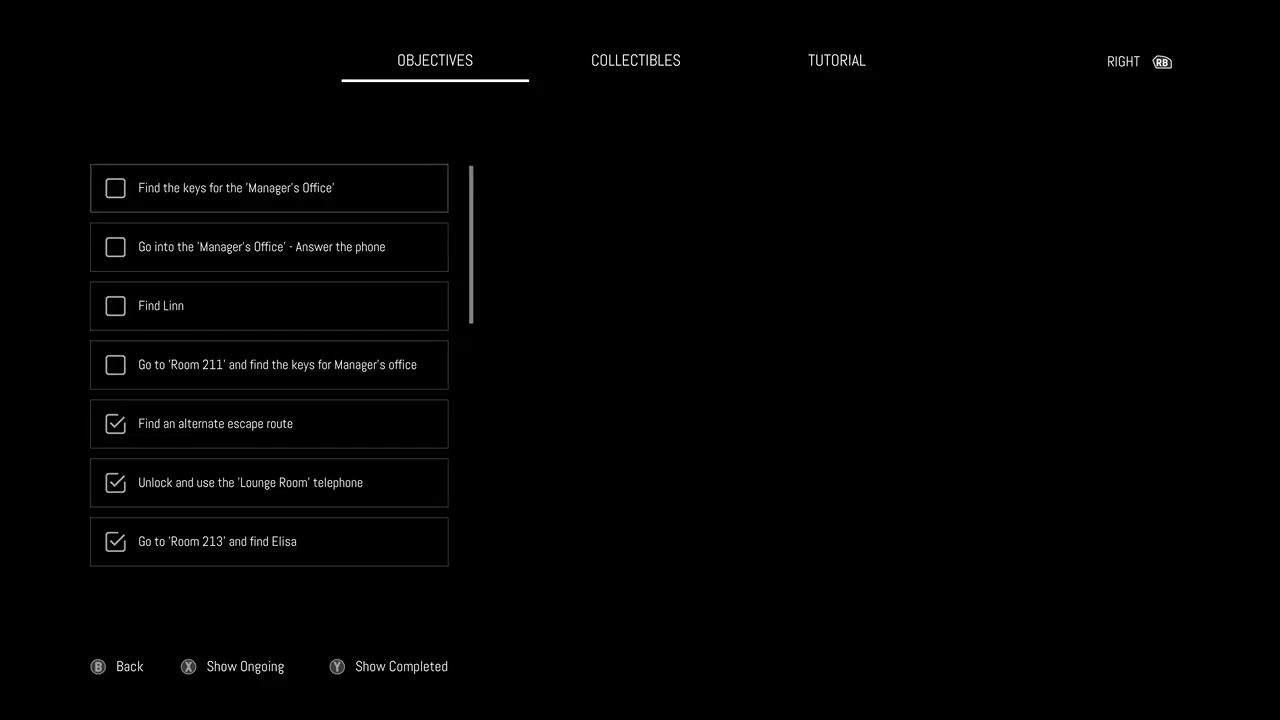 OBJECTIVES
COLLECTIBLES
TUTORIAL
RIGHT RB
Find the keys for the 'Manager's Office'
Go into the 'Manager's Office' - Answer the phone
Find Linn
Go to 'Room 211' and find the keys for Manager's office
Find an alternate escape route
Unlock and use the 'Lounge Room' telephone
Go to 'Room 213' and find Elisa
B Back
X Show Ongoing
Y Show Completed